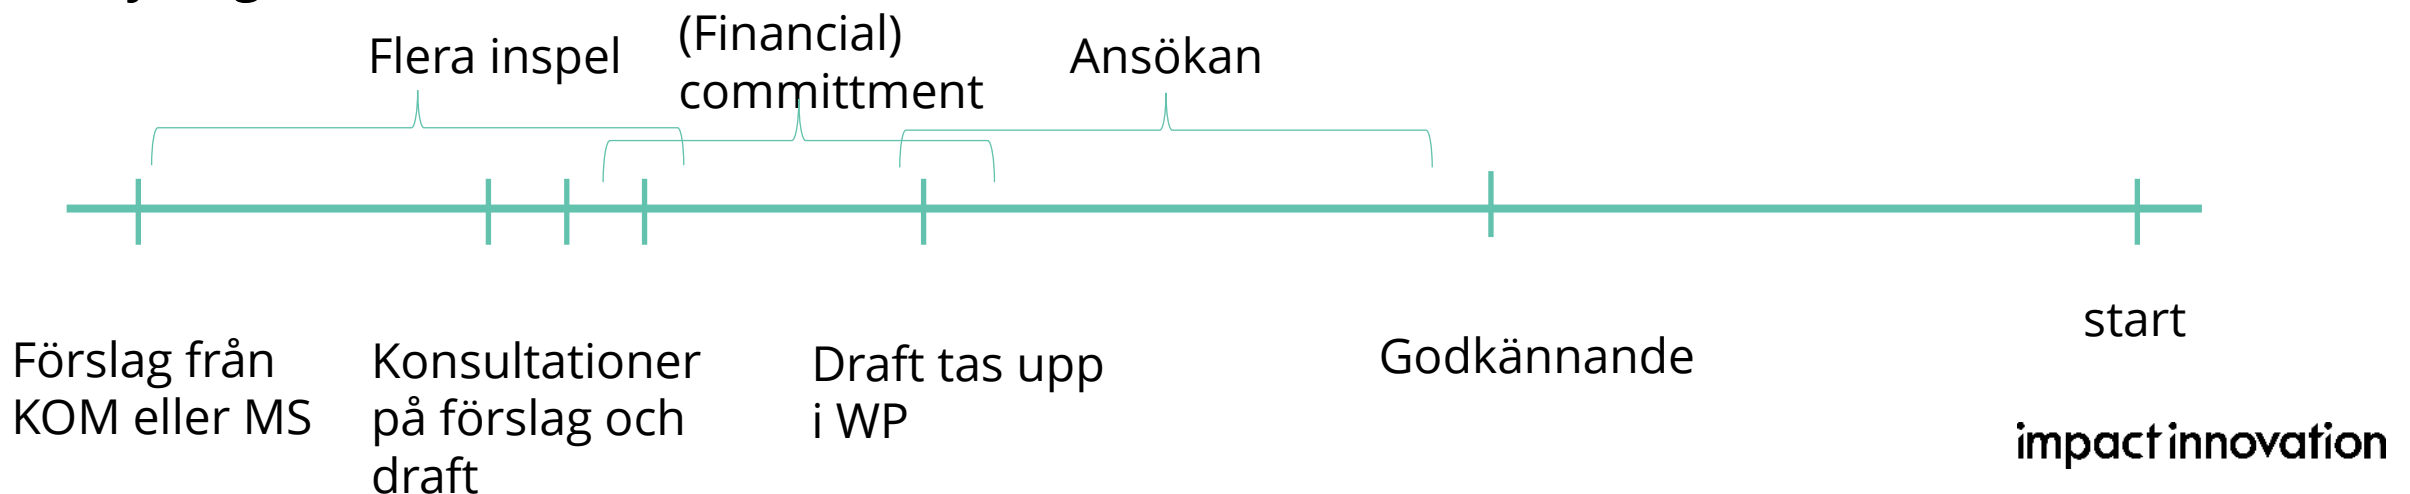 Flera inspel
(Financial)
committment
Ansökan
Förslag från
KOM eller MS
Konsultationer
på förslag och
draft
Draft tas upp
i WP
Godkännande
start
impact innovation